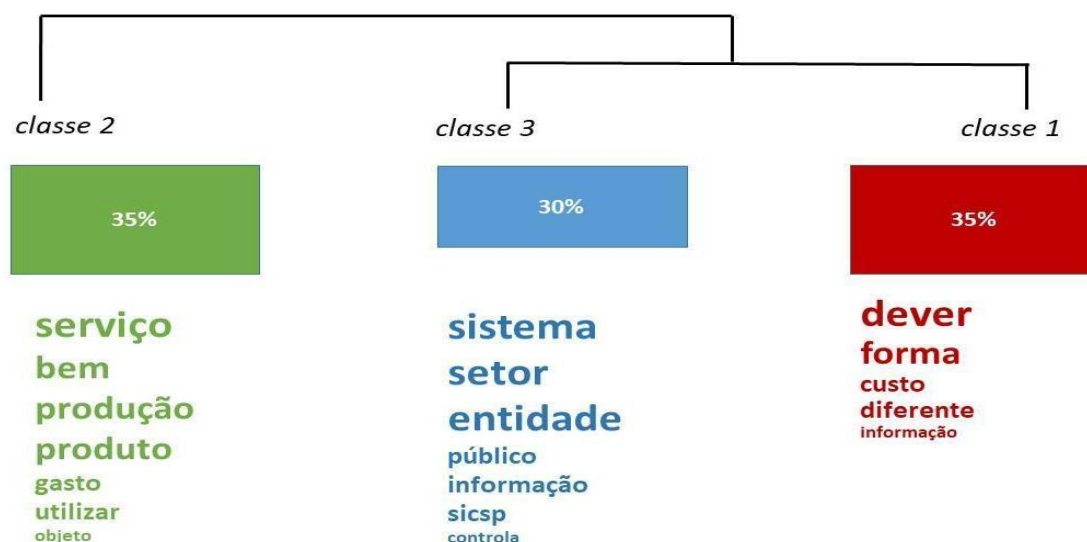 classe 2
classe 3
classe 1
35%
30%
35%
serviço
bem
produção
produto
gasto
utilizar
objeto
sistema
setor
entidade
público
informação
sicsp
controla
dever
forma
custo
diferente
informação